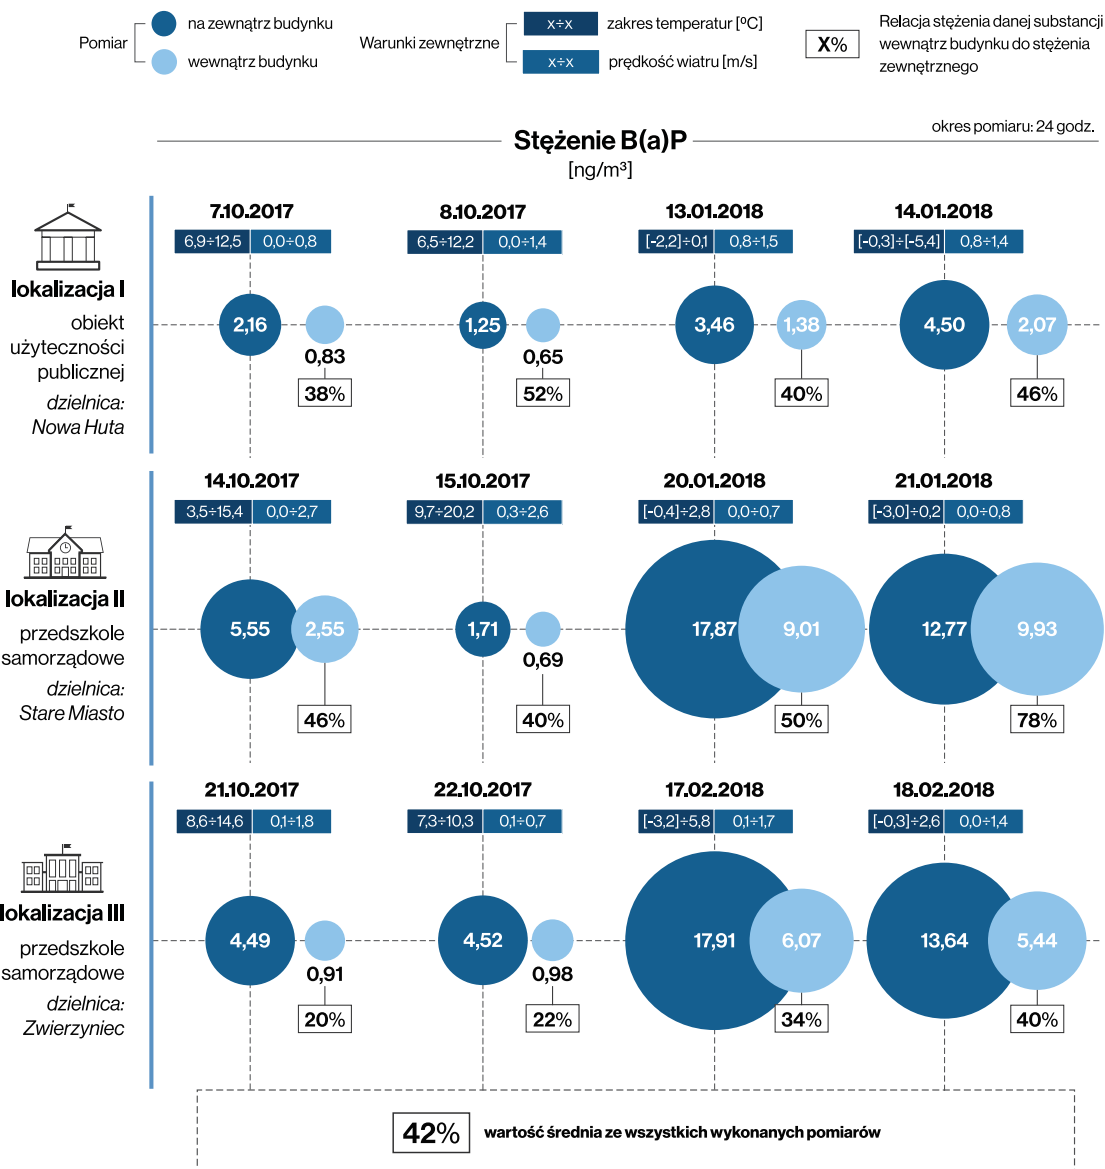 Pomiar
na zewnątrz budynku
wewnątrz budynku
Warunki zewnętrzne
x÷x
zakres temperatur [ºC]
x÷x
prędkość wiatru [m/s]
X%
Relacja stężenia danej substancji
wewnątrz budynku do stężenia
zewnętrznego
okres pomiaru: 24 godz.
Stężenie B(a)P
[ng/m³]
7.10.2017
8.10.2017
13.01.2018
14.01.2018
6,9÷12,5 0,0÷0,8
6,5÷12,2 0,0÷1,4
[-2,2]÷0,1 0,8÷1,5
[-0,3]÷[-5,4] 0,8÷1,4
lokalizacja I
obiekt
użyteczności
publicznej
dzielnica:
Nowa Huta
2,16
0,83
38%
1,25
0,65
52%
3,46
1,38
40%
4,50
2,07
46%
14.10.2017
15.10.2017
20.01.2018
21.01.2018
3,5÷15,4 0,0÷2,7
9,7÷20,2 0,3÷2,6
[-0,4]÷2,8 0,0÷0,7
[-3,0]÷0,2 0,0÷0,8
lokalizacja II
przedszkole
samorządowe
dzielnica:
Stare Miasto
5,55
2,55
46%
1,71
0,69
40%
17,87
9,01
50%
12,77
9,93
78%
21.10.2017
22.10.2017
17.02.2018
18.02.2018
8,6÷14,6 0,1÷1,8
7,3÷10,3 0,1÷0,7
[-3,2]÷5,8 0,1÷1,7
[-0,3]÷2,6 0,0÷1,4
lokalizacja III
przedszkole
samorządowe
dzielnica:
Zwierzyniec
4,49
0,91
20%
4,52
0,98
22%
17,91
6,07
34%
13,64
5,44
40%
42% wartość średnia ze wszystkich wykonanych pomiarów